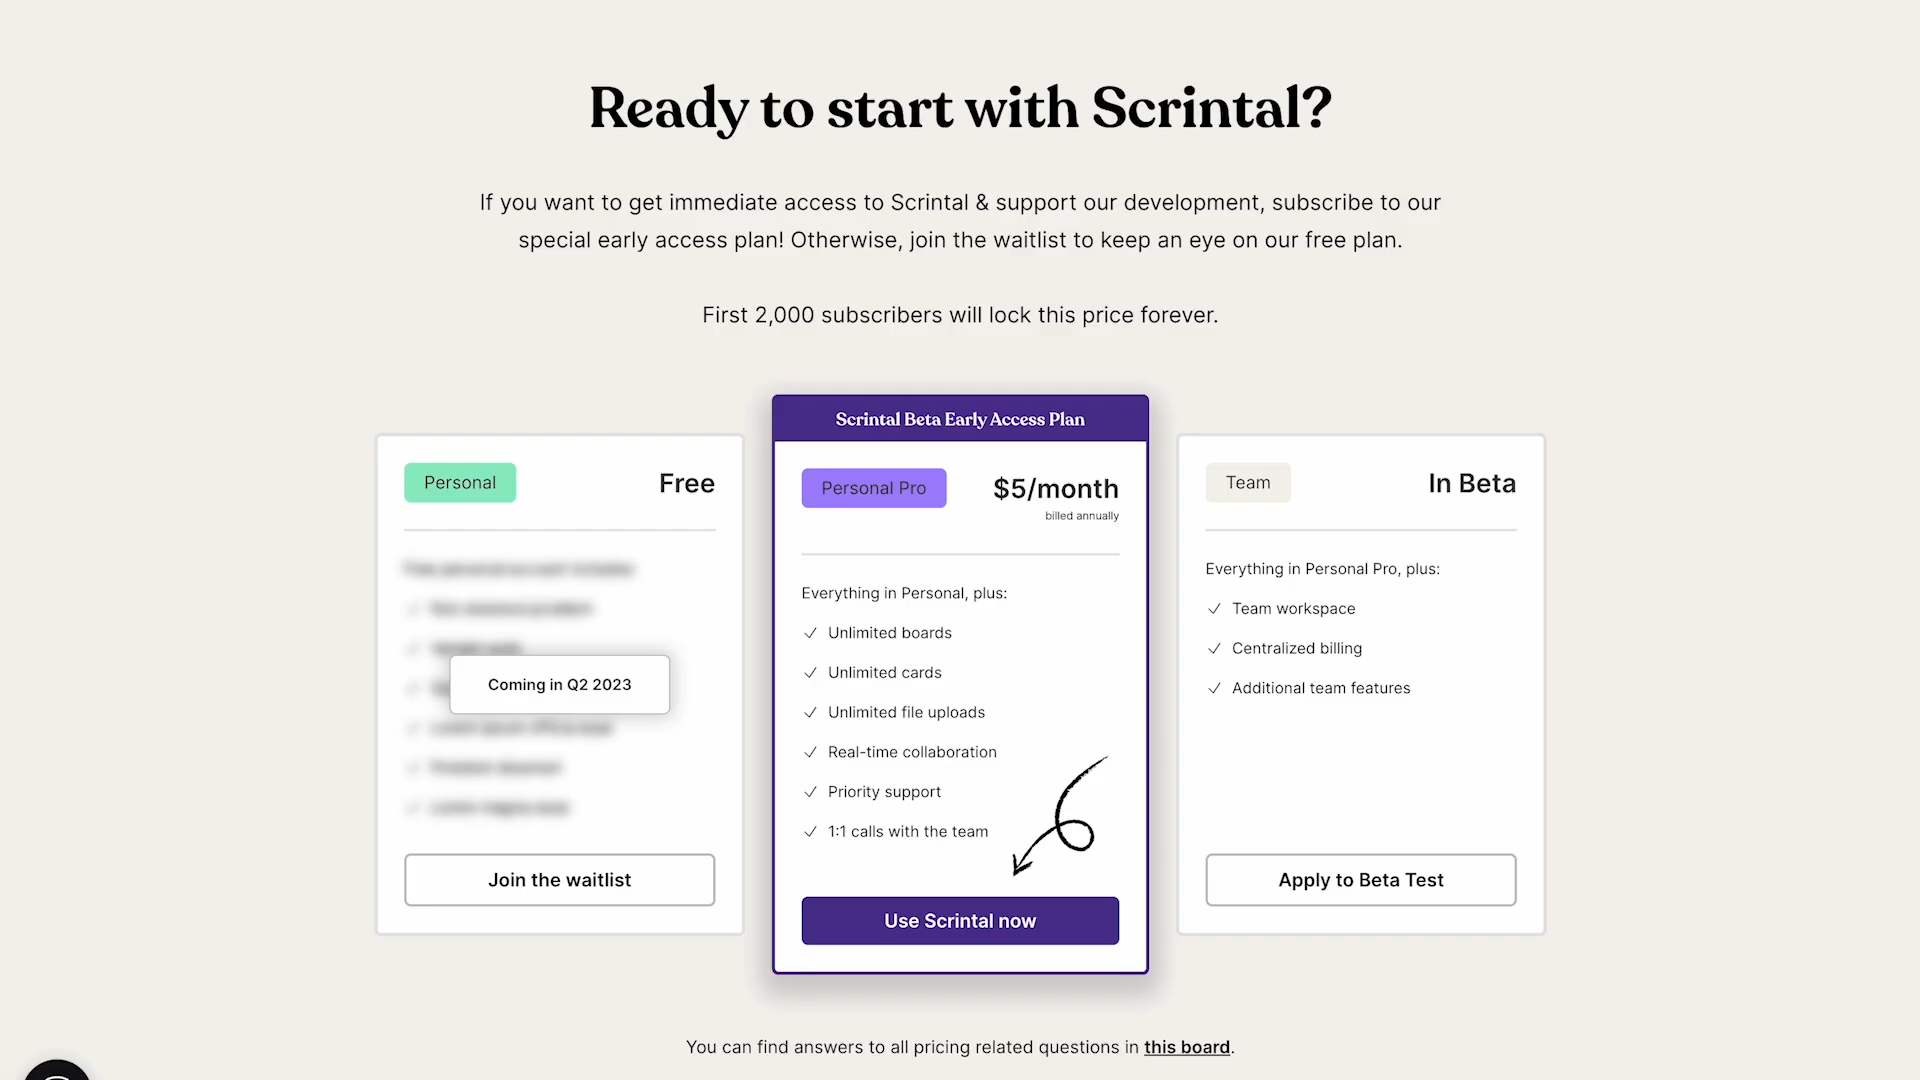 Ready to start with Scrintal?
If you want to get immediate access to Scrintal & support our development, subscribe to our
special early access plan! Otherwise, join the waitlist to keep an eye on our free plan.
First 2,000 subscribers will lock this price forever.
Personal
Free
Coming in Q2 2023
Join the waitlist
Scrintal Beta Early Access Plan
Personal Pro
$5/month
billed annually
Everything in Personal, plus:
Unlimited boards
Unlimited cards
Unlimited file uploads
Real-time collaboration
Priority support
1:1 calls with the team
Use Scrintal now
Team
In Beta
Everything in Personal Pro, plus:
Team workspace
Centralized billing
Additional team features
Apply to Beta Test
You can find answers to all pricing related questions in this board.